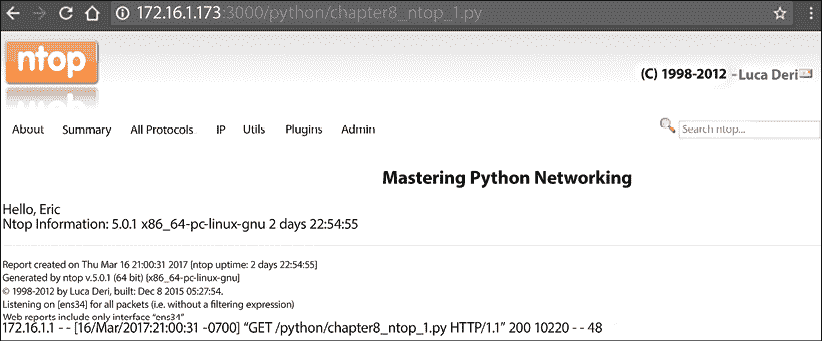 172.16.1.173:3000/python/chapter8_ntop_1.py
ntop
(C) 1998-2012 - Luca Deri
About Summary All Protocols IP Utils Plugins Admin
Search ntop...
Mastering Python Networking
Hello, Eric
Ntop Information: 5.0.1 x86_64-pc-linux-gnu 2 days 22:54:55
Report created on Thu Mar 16 21:00:31 2017 [ntop uptime: 2 days 22:54:55]
Generated by ntop v.5.0.1 (64 bit) [x86_64-pc-linux-gnu]
© 1998-2012 by Luca Deri, built: Dec 8 2015 05:27:54.
Listening on [ens34] for all packets (i.e. without a filtering expression)
Web reports include only interface "ens34"
172.16.1.1 - - [16/Mar/2017:21:00:31 -0700] “GET /python/chapter8_ntop_1.py HTTP/1.1” 200 10220 - - 48